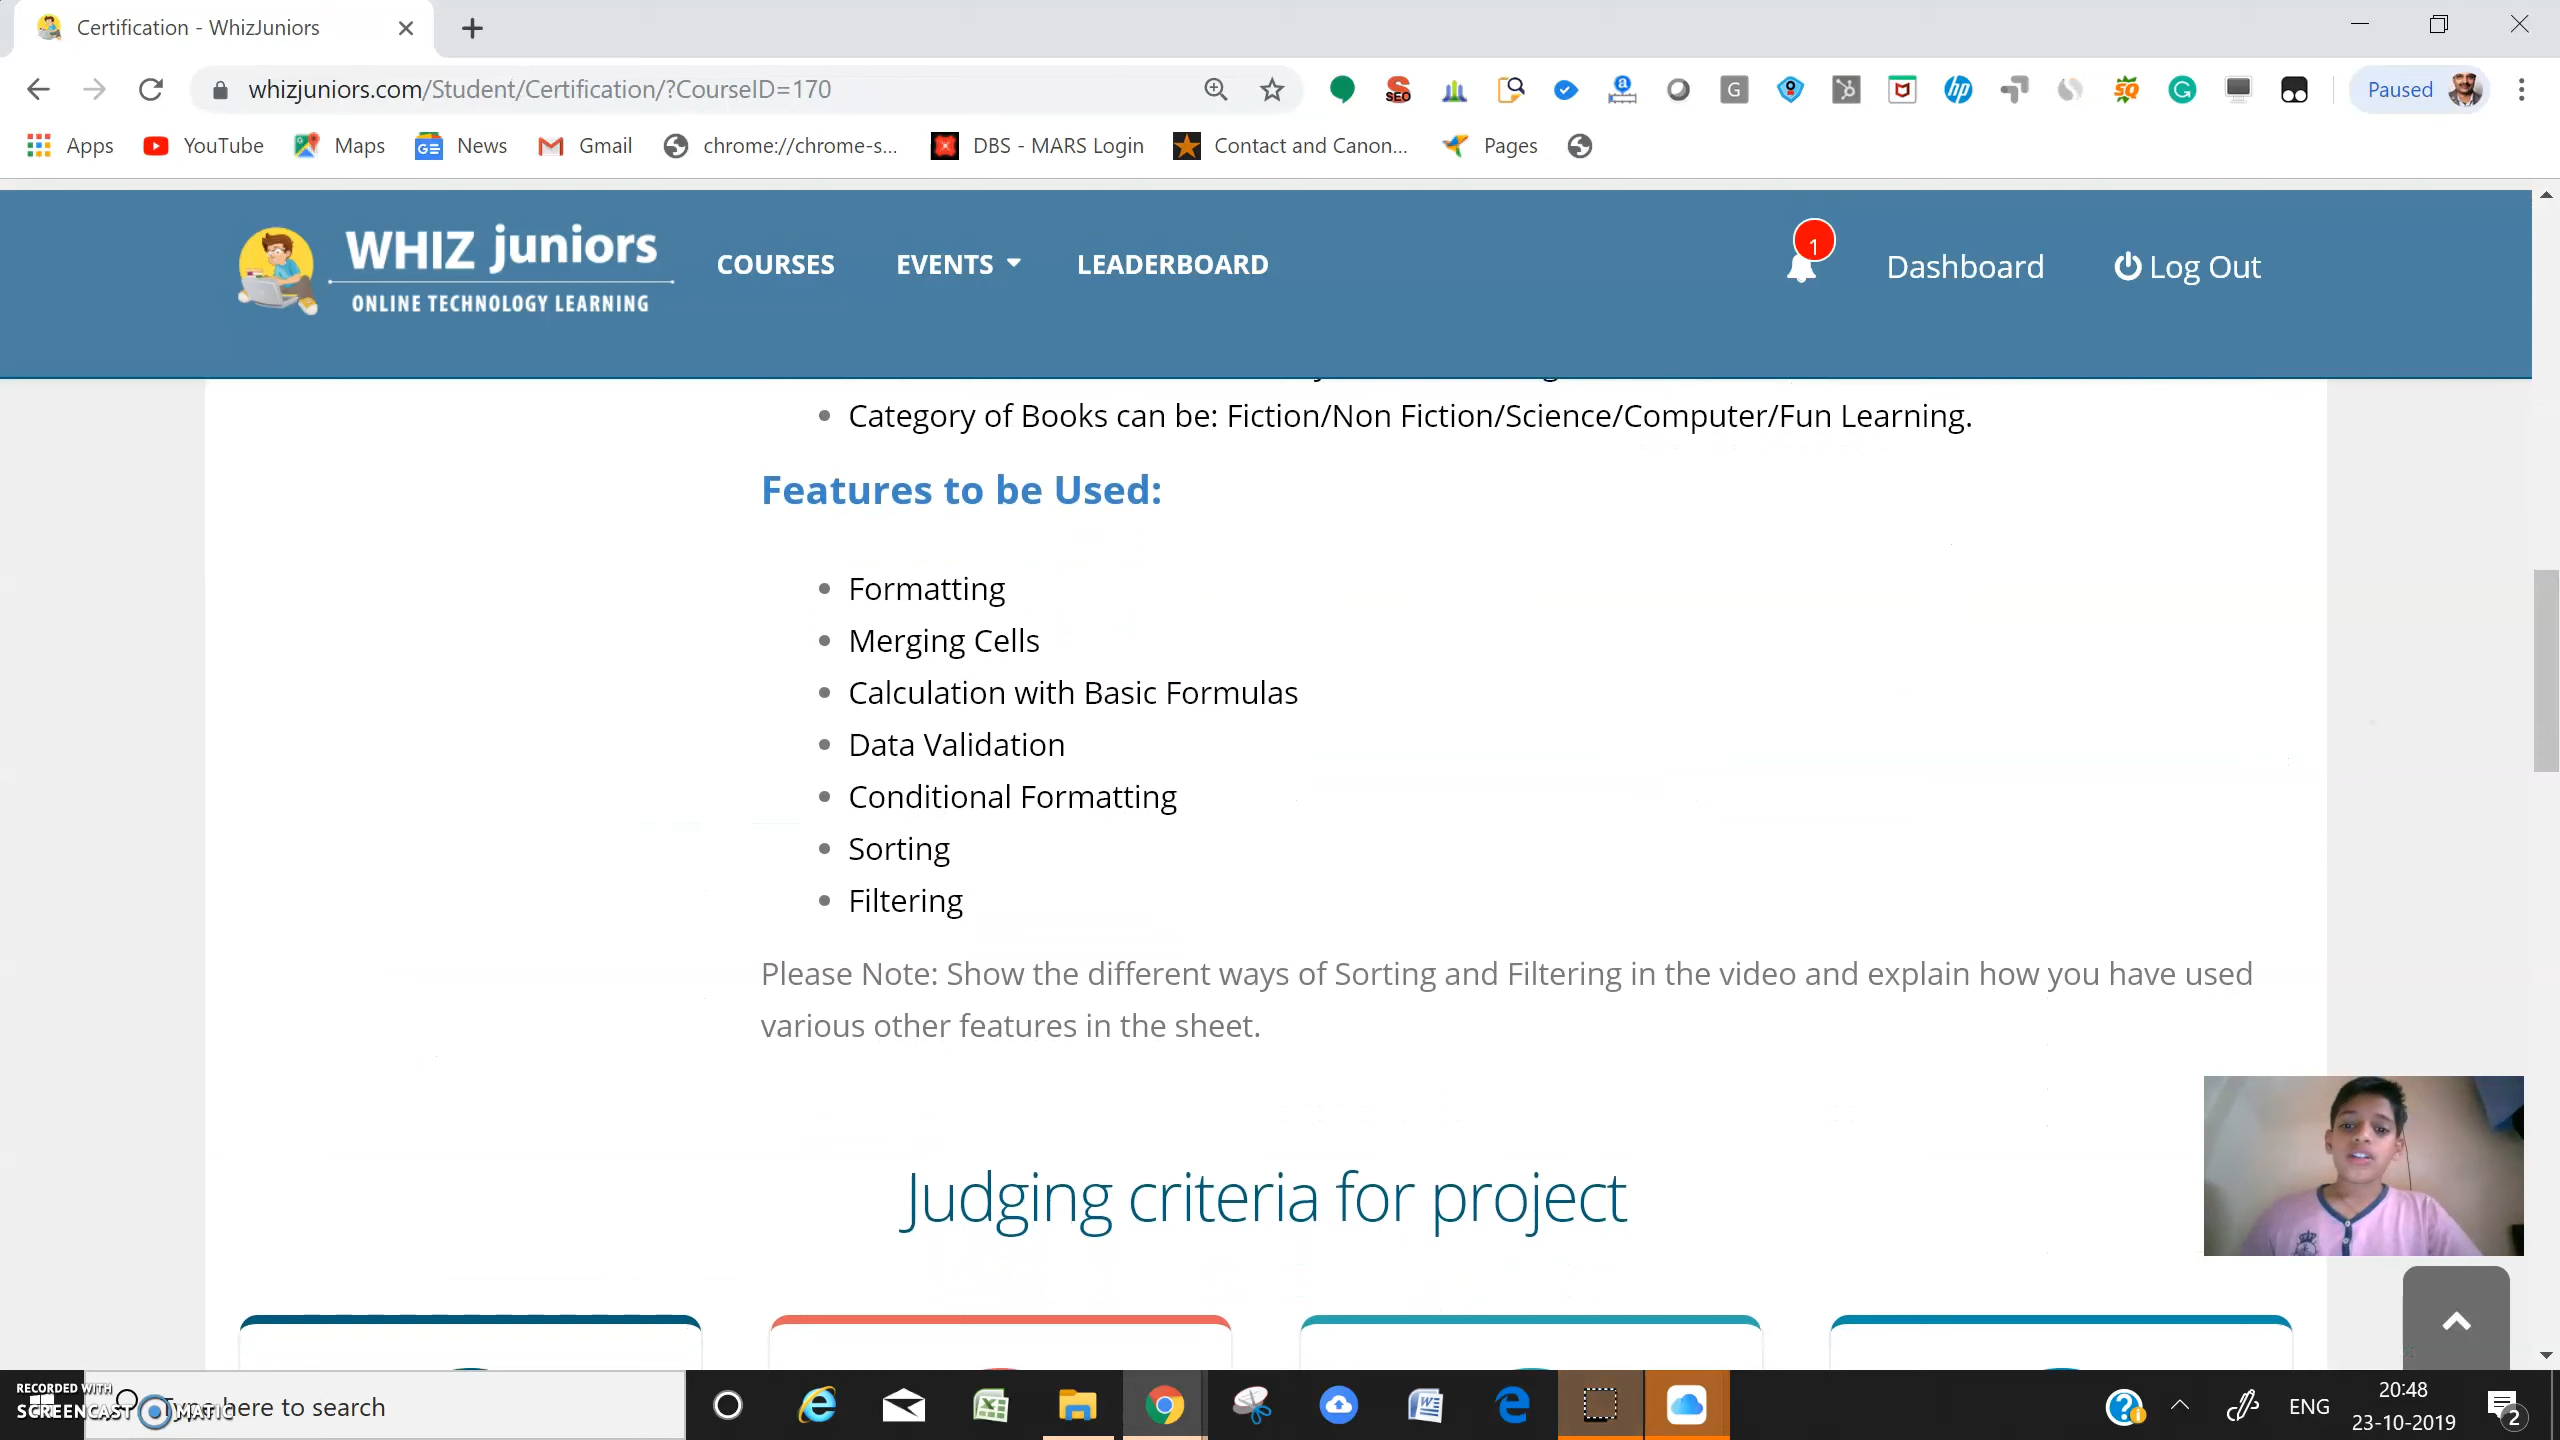 Certification - WhizJuniors
whizjuniors.com/Student/Certification/?CourseID=170
Paused
Apps
YouTube
Maps
News
Gmail
chrome://chrome-s...
DBS - MARS Login
Contact and Canon...
Pages
WHIZ juniors
ONLINE TECHNOLOGY LEARNING
COURSES
EVENTS
LEADERBOARD
1
Dashboard
Log Out
Category of Books can be: Fiction/Non Fiction/Science/Computer/Fun Learning.
Features to be Used:
Formatting
Merging Cells
Calculation with Basic Formulas
Data Validation
Conditional Formatting
Sorting
Filtering
Please Note: Show the different ways of Sorting and Filtering in the video and explain how you have used
various other features in the sheet.
Judging criteria for project
RECORDED WITH
SCREENCAST MATIC
Type here to search
ENG
20:48
23-10-2019
2